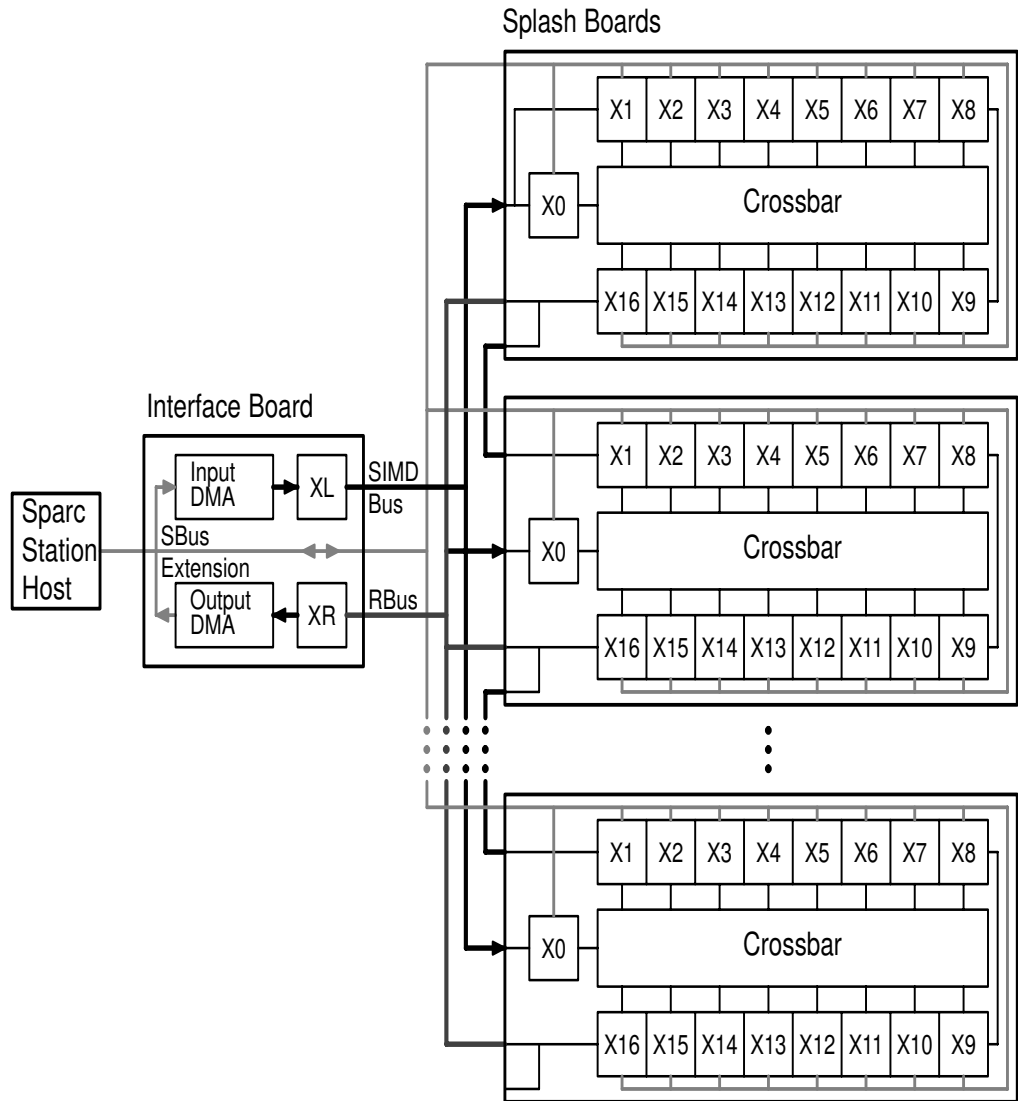 Splash Boards
X1 X2 X3 X4 X5 X6 X7 X8
X0
Crossbar
X16 X15 X14 X13 X12 X11 X10 X9
Interface Board
Input
DMA
XL
SIMD
Bus
Sparc
Station
Host
SBus
Extension
Output
DMA
XR
RBus
X1 X2 X3 X4 X5 X6 X7 X8
X0
Crossbar
X16 X15 X14 X13 X12 X11 X10 X9
X1 X2 X3 X4 X5 X6 X7 X8
X0
Crossbar
X16 X15 X14 X13 X12 X11 X10 X9